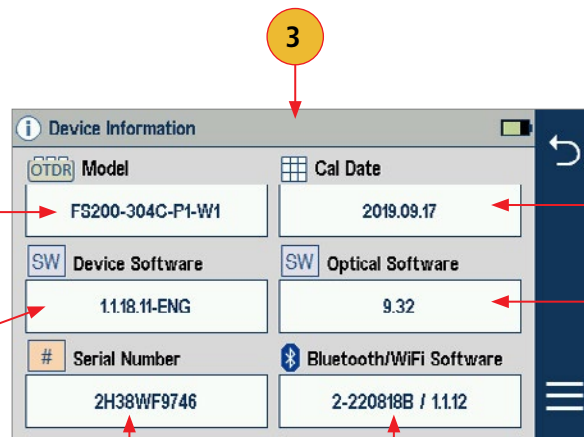 3
Device Information
OTDR Model
Cal Date
FS200-304C-P1-W1
2019.09.17
SW Device Software
SW Optical Software
1.1.18.11-ENG
9.32
# Serial Number
Bluetooth/WiFi Software
2H38WF9746
2-220818B / 1.1.12